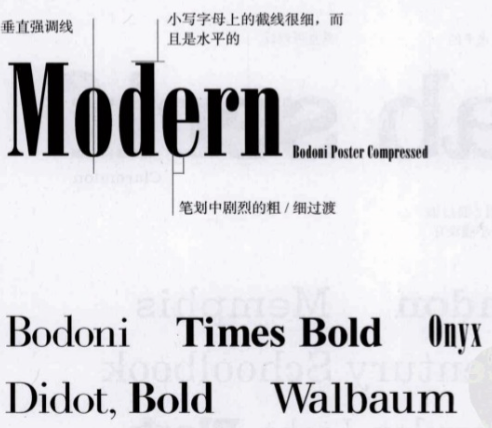 垂直强调线
小写字母上的截线很细，而
且是水平的
Modern
Bodoni Poster Compressed
笔划中剧烈的粗 / 细过渡
Bodoni Times Bold Onyx
Didot, Bold Walbaum